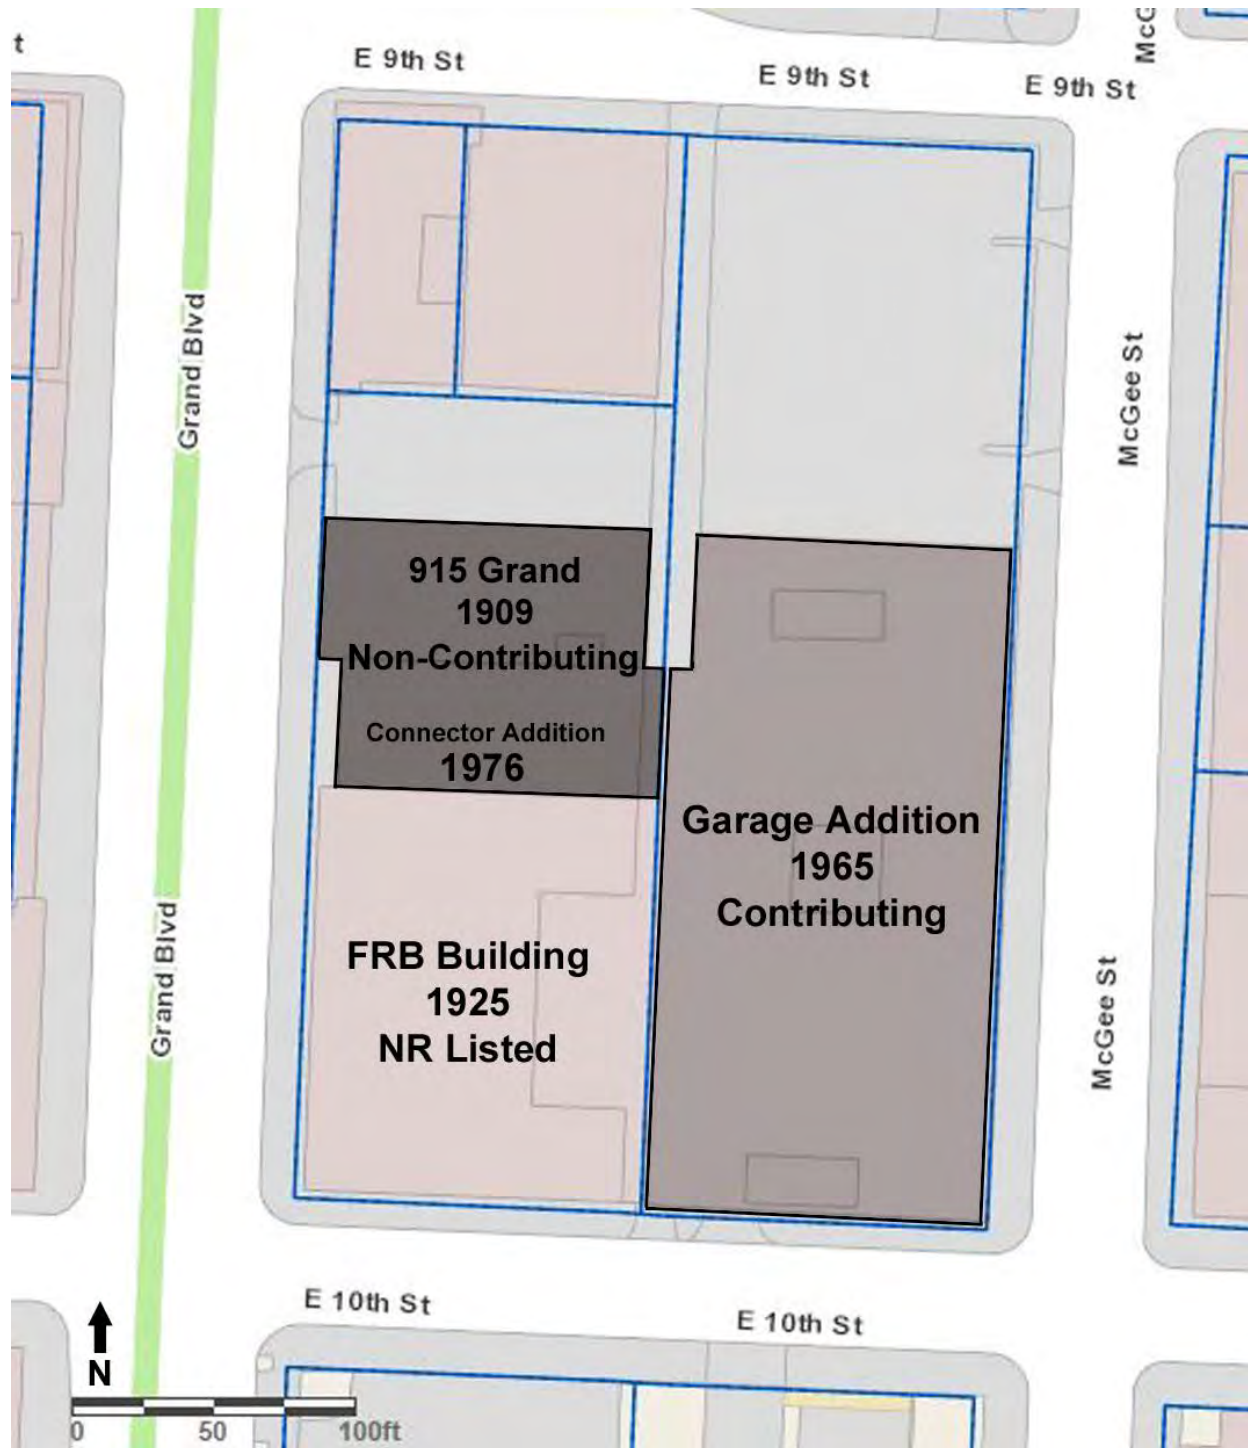 t
E 9th St
E 9th St
E 9th St
McG
Grand Blvd
McGee St
915 Grand
1909
Non-Contributing
Connector Addition
1976
Garage Addition
1965
Contributing
Grand Blvd
FRB Building
1925
NR Listed
McGee St
E 10th St
E 10th St
N
0 50 100ft